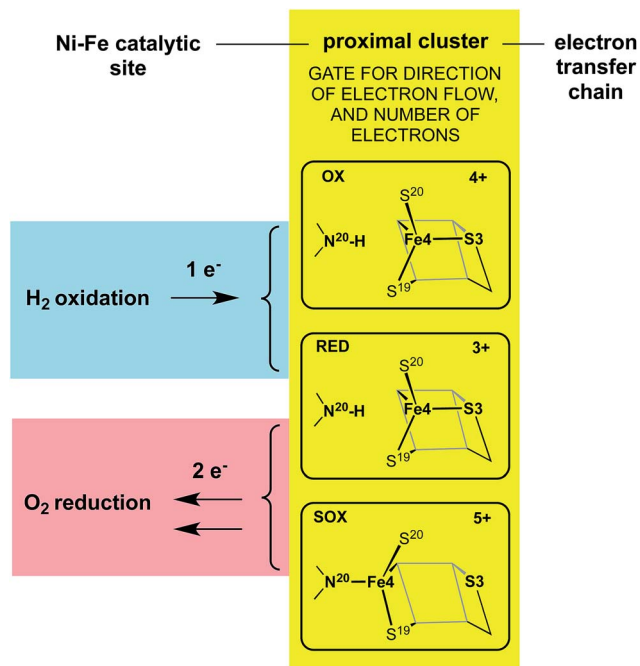 Ni-Fe catalytic
site
proximal cluster
electron
transfer
chain
GATE FOR DIRECTION
OF ELECTRON FLOW,
AND NUMBER OF
ELECTRONS
OX
4+
S²⁰
N²⁰-H
Fe4
S3
S¹⁹
1 e⁻
H₂ oxidation
RED
3+
S²⁰
N²⁰-H
Fe4
S3
S¹⁹
2 e⁻
O₂ reduction
SOX
5+
S²⁰
N²⁰
Fe4
S3
S¹⁹